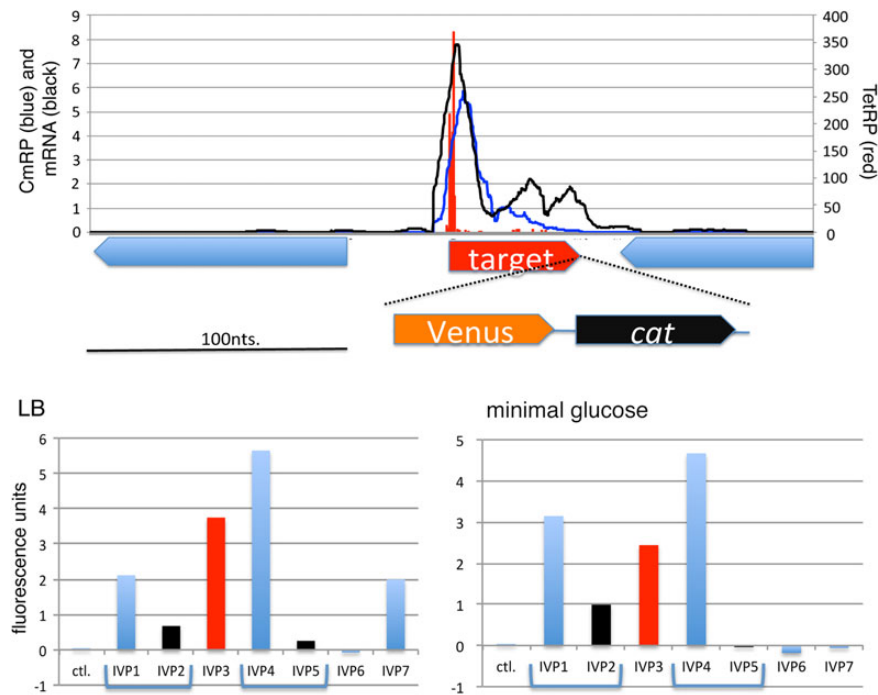 CmRP (blue) and
mRNA (black)
9
8
7
6
5
4
3
2
1
0
400
350
300
250
200
150
100
50
0
TetRP (red)
target
Venus
cat
100nts.
LB
fluorescence units
6
5
4
3
2
1
0
-1
ctl. IVP1 IVP2 IVP3 IVP4 IVP5 IVP6 IVP7
minimal glucose
5
4
3
2
1
0
-1
ctl. IVP1 IVP2 IVP3 IVP4 IVP5 IVP6 IVP7